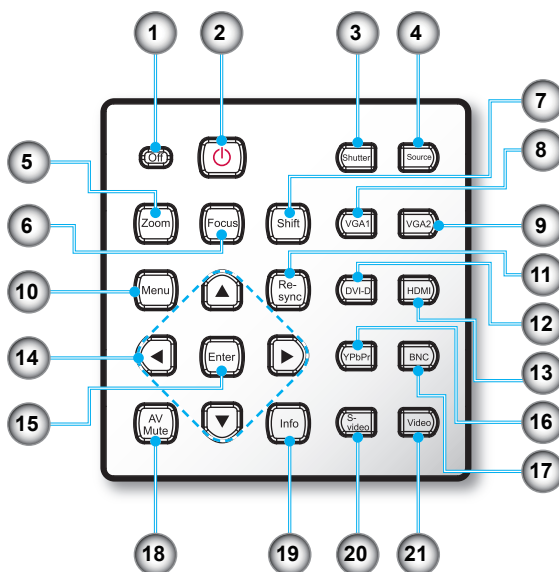 1 2 3 4
Off Shutter Source
7
8
5 Zoom Focus Shift VGA1 VGA2
6 9
Menu Re-
sync DVI-D HDMI
10 11
12
14 Enter YPbPr BNC
13
15 16
AV
Mute Info S-
video Video
17
18 19 20 21